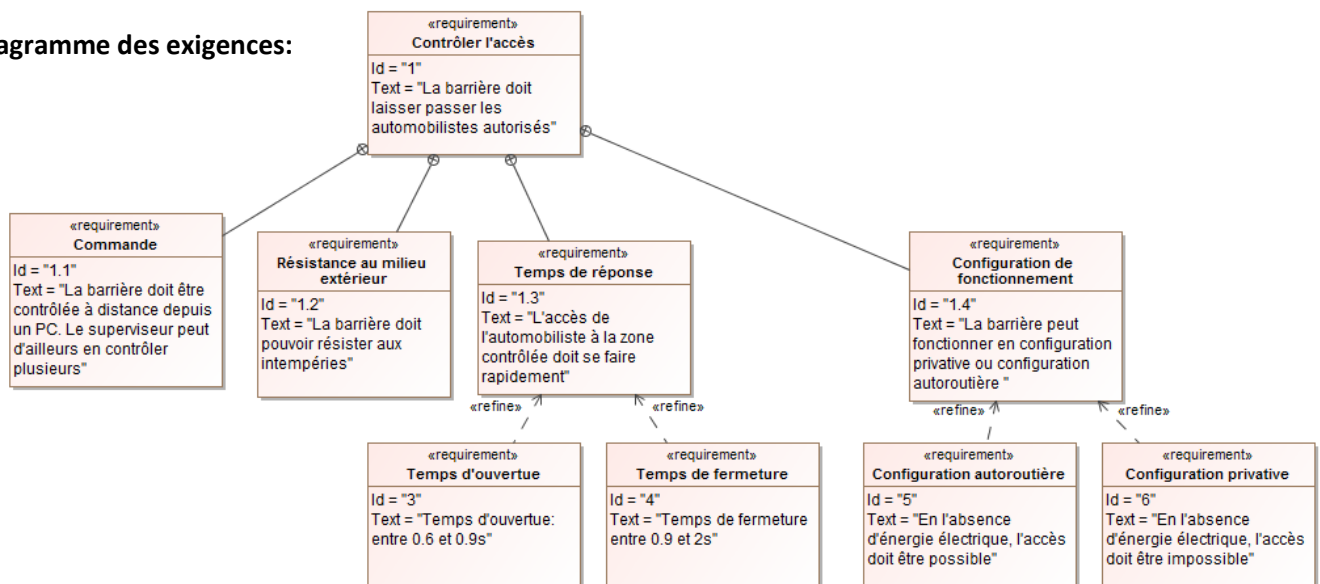 agramme des exigences:
«requirement»
Contrôler l'accès
Id = "1"
Text = "La barrière doit
laisser passer les
automobilistes autorisés"
«requirement»
Commande
Id = "1.1"
Text = "La barrière doit être
contrôlée à distance depuis
un PC. Le superviseur peut
d'ailleurs en contrôler
plusieurs"
«requirement»
Résistance au milieu
extérieur
Id = "1.2"
Text = "La barrière doit
pouvoir résister aux
intempéries"
«requirement»
Temps de réponse
Id = "1.3"
Text = "L'accès de
l'automobiliste à la zone
contrôlée doit se faire
rapidement"
«requirement»
Configuration de
fonctionnement
Id = "1.4"
Text = "La barrière peut
fonctionner en configuration
privative ou configuration
autoroutière "
«refine»
«refine»
«refine»
«refine»
«requirement»
Temps d'ouvertue
Id = "3"
Text = "Temps d'ouvertue:
entre 0.6 et 0.9s"
«requirement»
Temps de fermeture
Id = "4"
Text = "Temps de fermeture
entre 0.9 et 2s"
«requirement»
Configuration autoroutière
Id = "5"
Text = "En l'absence
d'énergie électrique, l'accès
doit être possible"
«requirement»
Configuration privative
Id = "6"
Text = "En l'absence
d'énergie électrique, l'accès
doit être impossible"